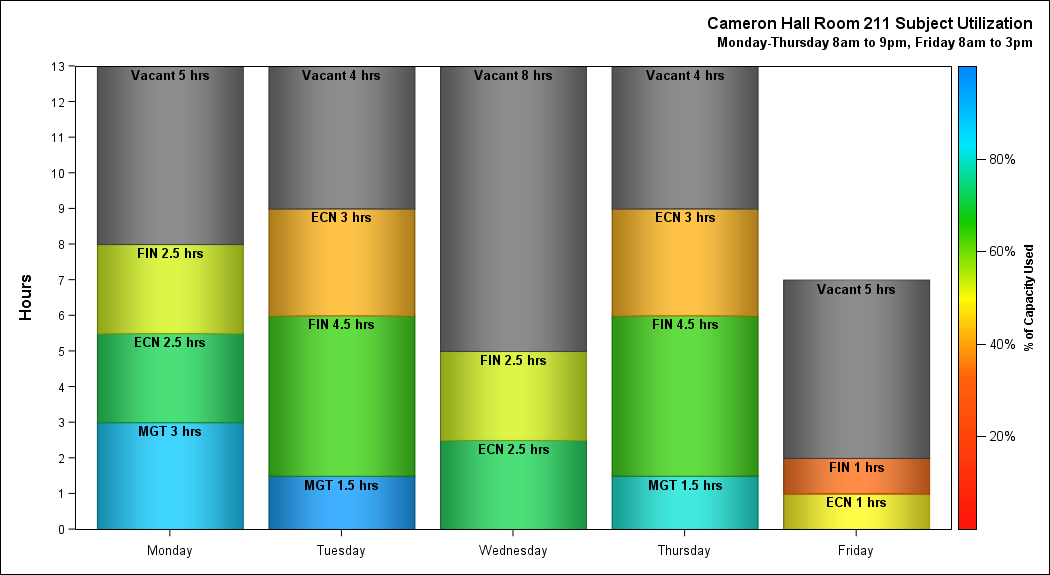 Cameron Hall Room 211 Subject Utilization
Monday-Thursday 8am to 9pm, Friday 8am to 3pm
13
12
11
10
9
8
7
6
5
4
3
2
1
0
Hours
Vacant 5 hrs
FIN 2.5 hrs
ECN 2.5 hrs
MGT 3 hrs
Vacant 4 hrs
ECN 3 hrs
FIN 4.5 hrs
MGT 1.5 hrs
Vacant 8 hrs
FIN 2.5 hrs
ECN 2.5 hrs
Vacant 4 hrs
ECN 3 hrs
FIN 4.5 hrs
MGT 1.5 hrs
Vacant 5 hrs
FIN 1 hrs
ECN 1 hrs
Monday
Tuesday
Wednesday
Thursday
Friday
80%
60%
40%
20%
% of Capacity Used